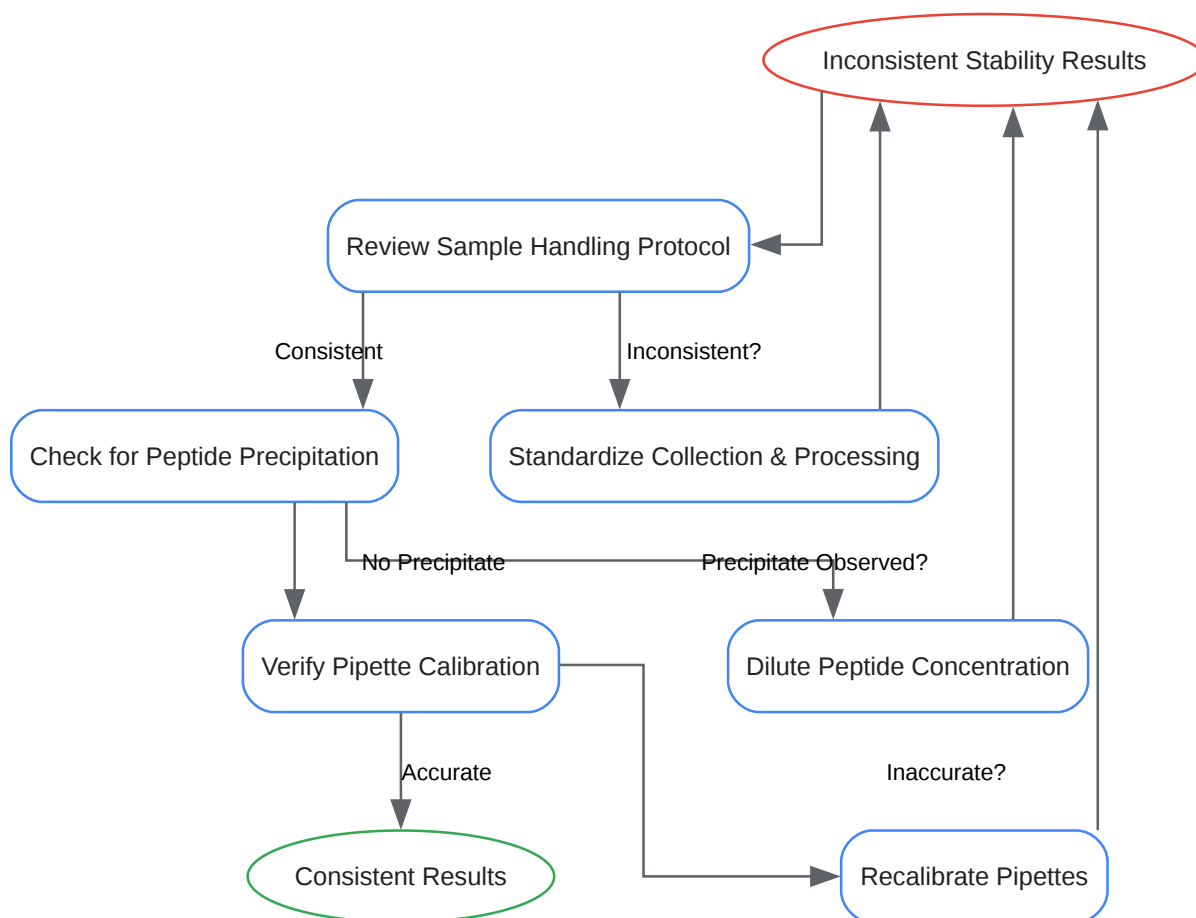 Inconsistent Stability Results
Review Sample Handling Protocol
Consistent
Inconsistent?
Check for Peptide Precipitation
Standardize Collection & Processing
No Precipitate
Precipitate Observed?
Verify Pipette Calibration
Dilute Peptide Concentration
Accurate
Inaccurate?
Consistent Results
Recalibrate Pipettes